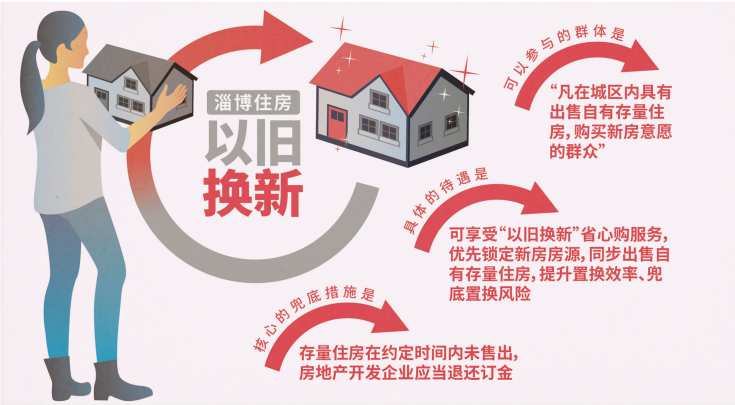 淄博住房
以旧
换新
可以参与的群体是
“凡在城区内具有
出售自有存量住
房，购买新房意愿
的群众”
具体的待遇是
可享受“以旧换新”省心购服务，
优先锁定新房房源，同步出售自
有存量住房，提升置换效率、兜
底置换风险
核心的兜底措施是
存量住房在约定时间内未售出，
房地产开发企业应当退还订金